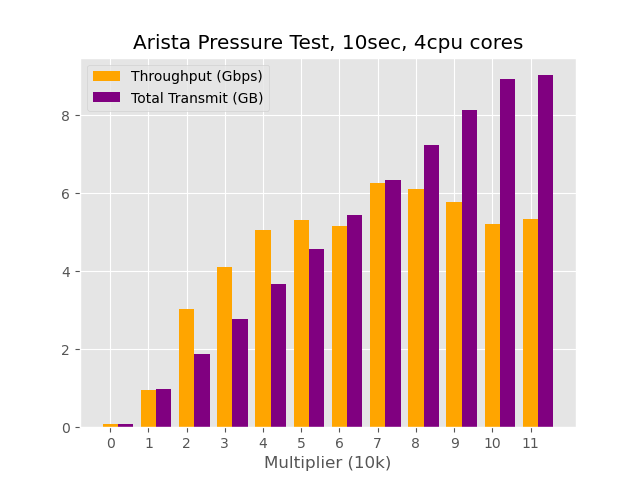 Arista Pressure Test, 10sec, 4cpu cores
Throughput (Gbps)
Total Transmit (GB)
8
6
4
2
0
0 1 2 3 4 5 6 7 8 9 10 11
Multiplier (10k)